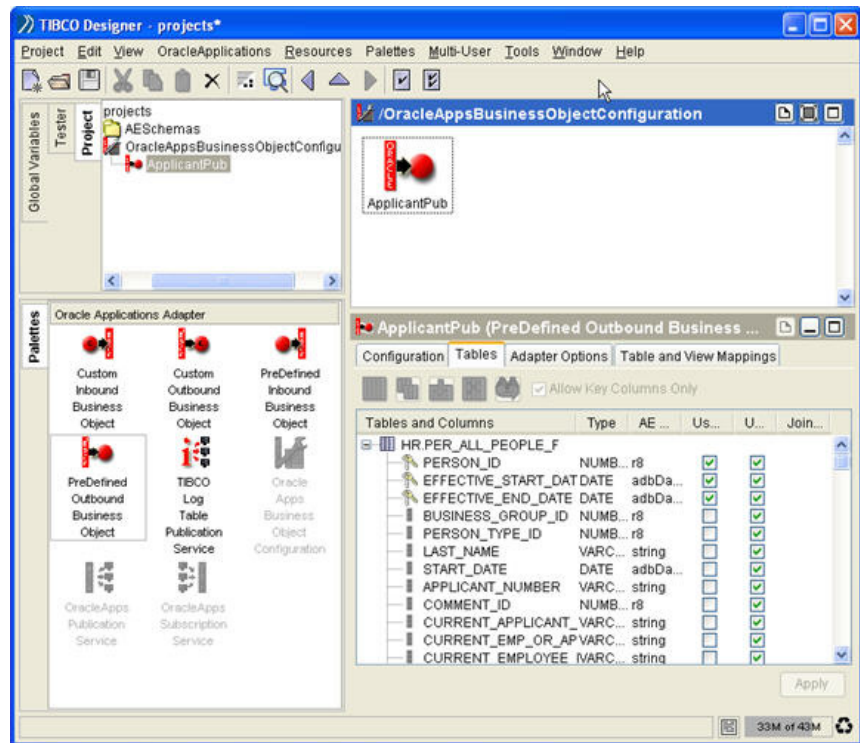 TIBCO Designer - projects*
Project Edit View OracleApplications Resources Palettes Multi-User Tools Window Help
Global Variables
Tester
Project
projects
AESchemas
OracleAppsBusinessObjectConfigu
ApplicantPub
/OracleAppsBusinessObjectConfiguration
ORACLE
ApplicantPub
Palettes
Oracle Applications Adapter
Custom Inbound Business Object
Custom Outbound Business Object
PreDefined Inbound Business Object
PreDefined Outbound Business Object
TIBCO Log Table Publication Service
Oracle Apps Business Object Configuration
OracleApps Publication Service
OracleApps Subscription Service
ApplicantPub (PreDefined Outbound Business ...
Configuration Tables Adapter Options Table and View Mappings
Allow Key Columns Only
Tables and Columns Type AE ... Us... U... Join...
HR.PER_ALL_PEOPLE_F
PERSON_ID NUMB... r8
EFFECTIVE_START_DAT DATE adbDa...
EFFECTIVE_END_DATE DATE adbDa...
BUSINESS_GROUP_ID NUMB... r8
PERSON_TYPE_ID NUMB... r8
LAST_NAME VARC... string
START_DATE DATE adbDa...
APPLICANT_NUMBER VARC... string
COMMENT_ID NUMB... r8
CURRENT_APPLICANT_ VARC... string
CURRENT_EMP_OR_AP VARC... string
CURRENT_EMPLOYEE VARC... string
Apply
33M of 43M